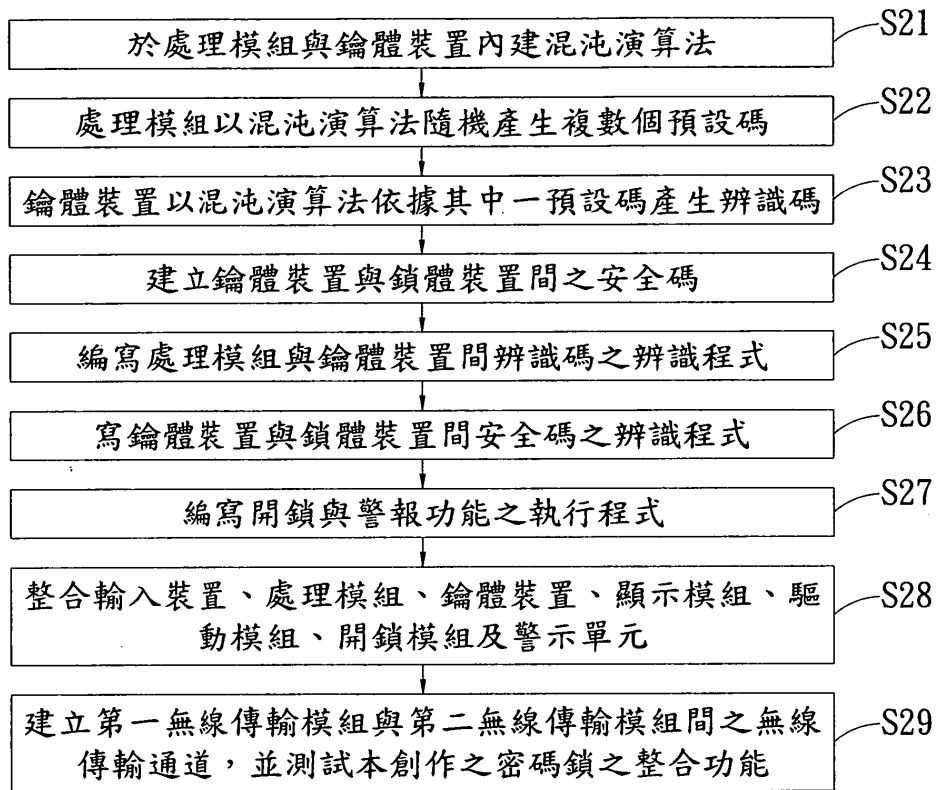 於處理模組與鑰體裝置內建混沌演算法
S21
處理模組以混沌演算法隨機產生複數個預設碼
S22
鑰體裝置以混沌演算法依據其中一預設碼產生辨識碼
S23
建立鑰體裝置與鎖體裝置間之安全碼
S24
編寫處理模組與鑰體裝置間辨識碼之辨識程式
S25
寫鑰體裝置與鎖體裝置間安全碼之辨識程式
S26
編寫開鎖與警報功能之執行程式
S27
整合輸入裝置、處理模組、鑰體裝置、顯示模組、驅
動模組、開鎖模組及警示單元
S28
建立第一無線傳輸模組與第二無線傳輸模組間之無線
傳輸通道，並測試本創作之密碼鎖之整合功能
S29